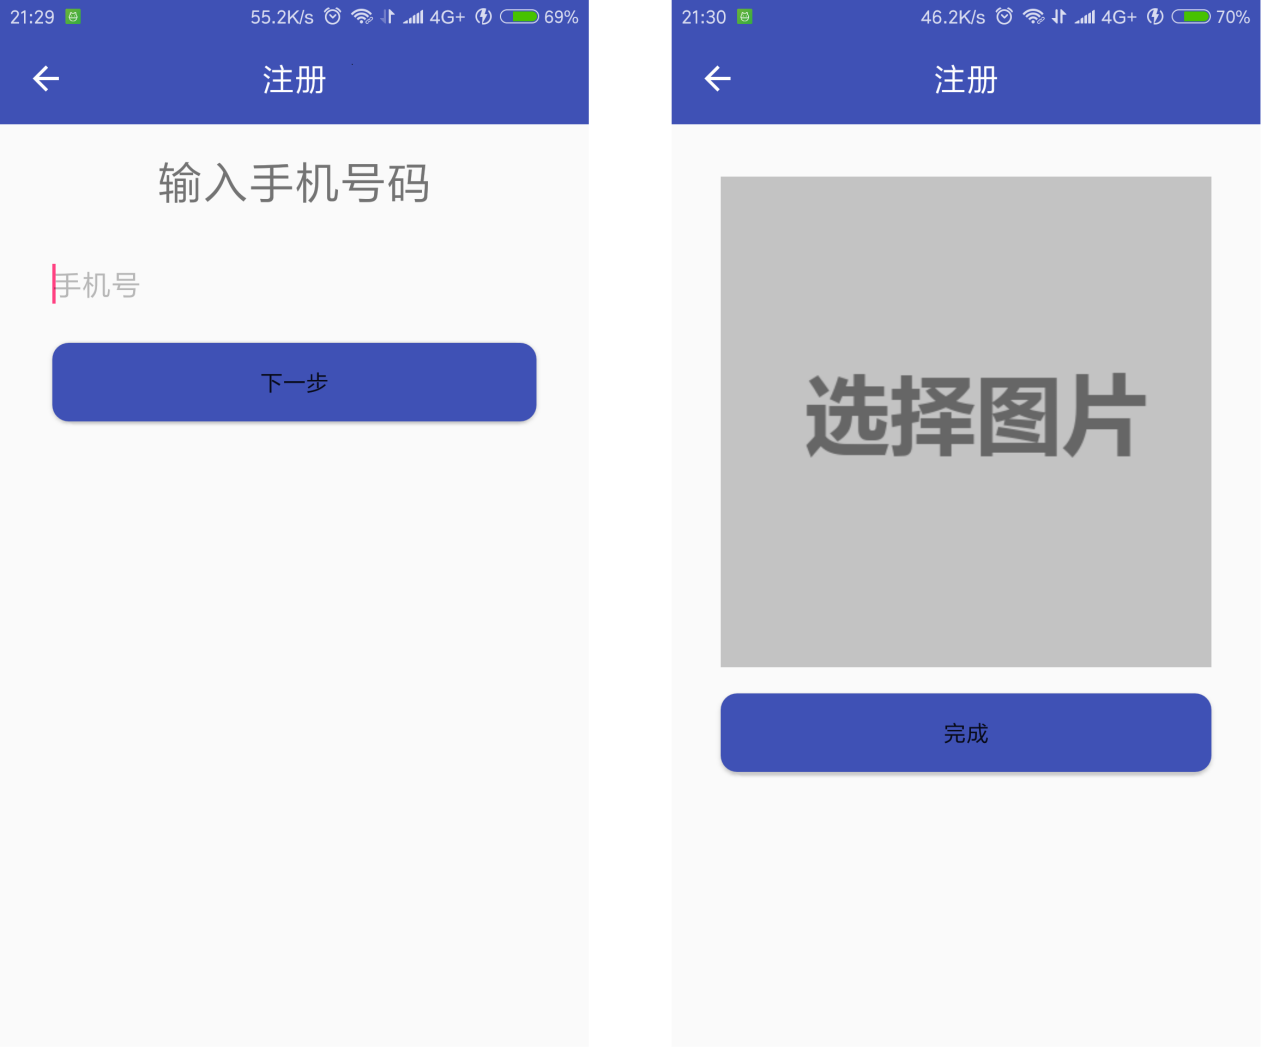 21:29 55.2K/s 4G+ 69%
注册
输入手机号码
手机号
下一步
21:30 46.2K/s 4G+ 70%
注册
选择图片
完成